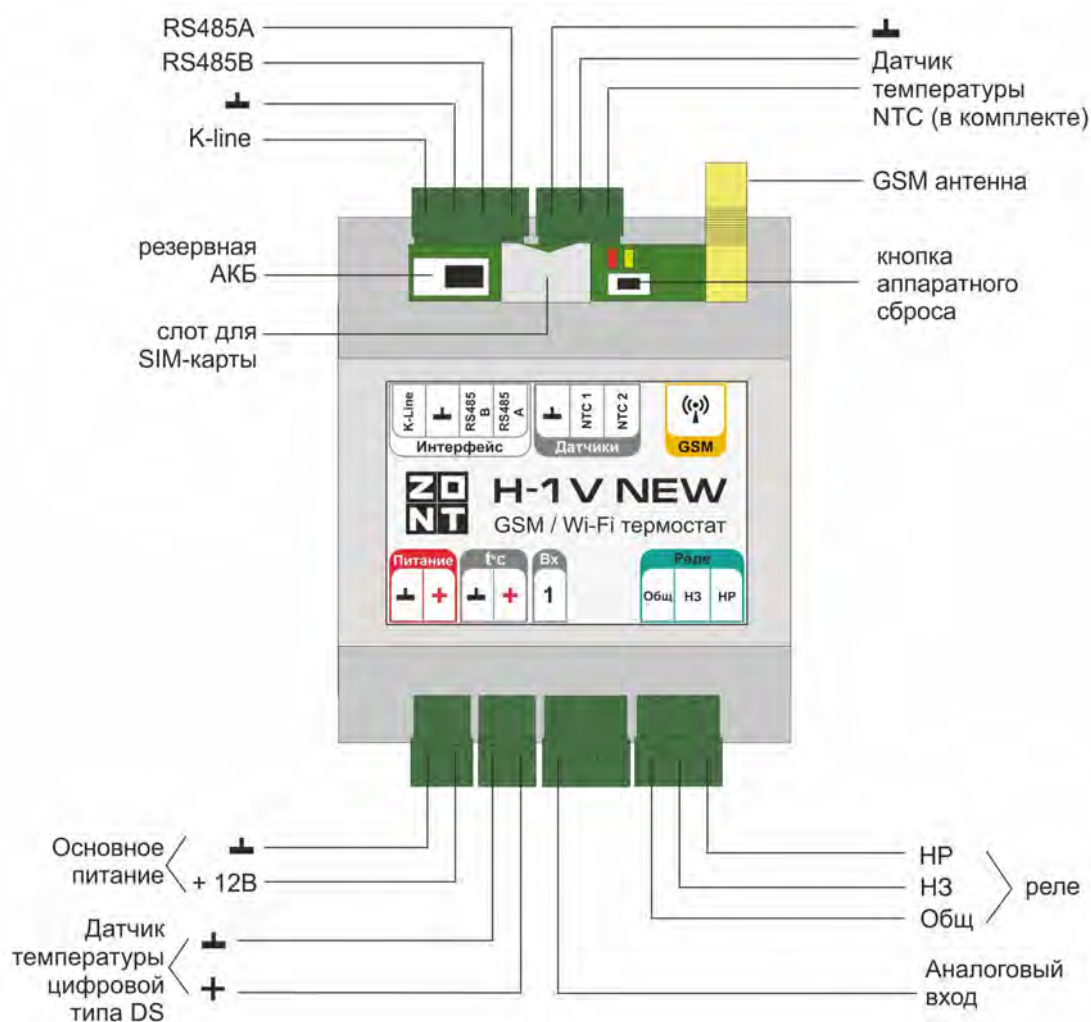 RS485A
RS485B
K-line
Датчик
температуры
NTC (в комплекте)
GSM антенна
резервная
АКБ
кнопка
аппаратного
сброса
слот для
SIM-карты
K-Line
RS485 B
RS485 A
NTC 1
NTC 2
Интерфейс
Датчики
GSM
ZONT
H-1V NEW
GSM / Wi-Fi термостат
Питание
t°C
Вх
Реле
+
+
1
Общ
НЗ
НР
Основное
питание
+ 12В
Датчик
температуры
цифровой
типа DS
+
НР
НЗ
Общ
реле
Аналоговый
вход